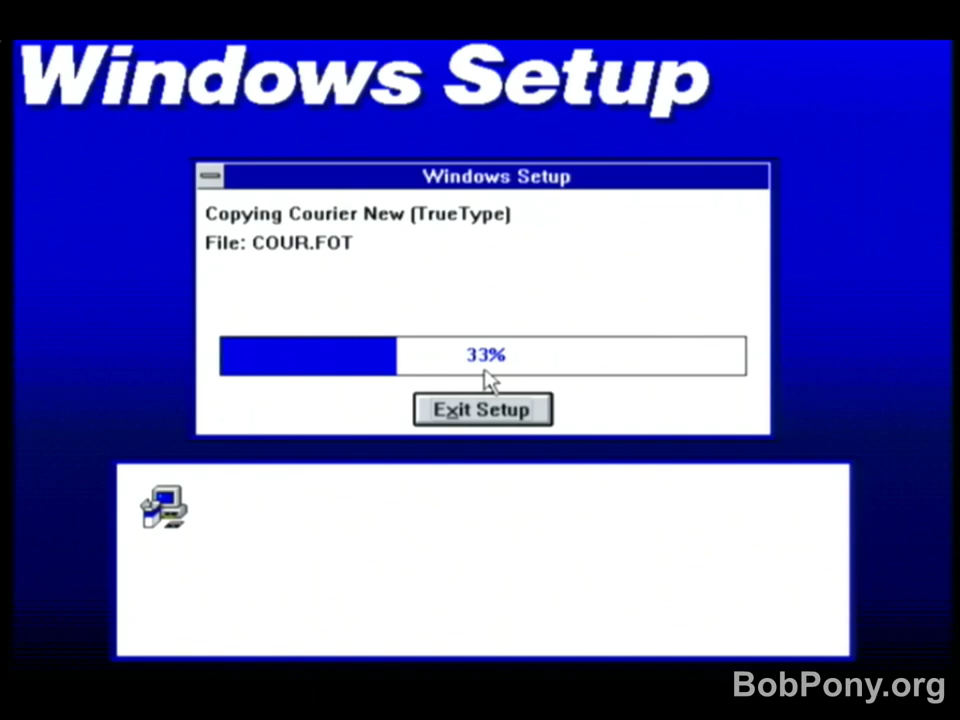 Windows Setup
Windows Setup
Copying Courier New (TrueType)
File: COUR.FOT
33%
Exit Setup
BobPony.org